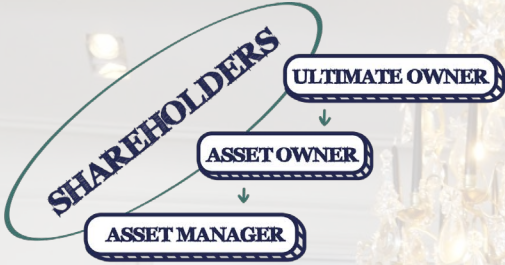 SHAREHOLDERS
ULTIMATE OWNER
ASSET OWNER
ASSET MANAGER